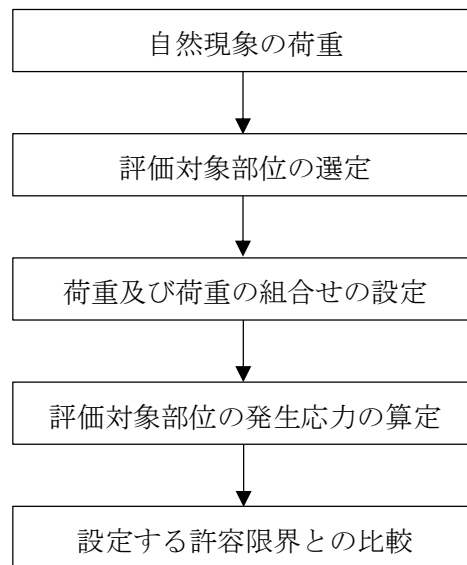 自然現象の荷重
評価対象部位の選定
荷重及び荷重の組合せの設定
評価対象部位の発生応力の算定
設定する許容限界との比較